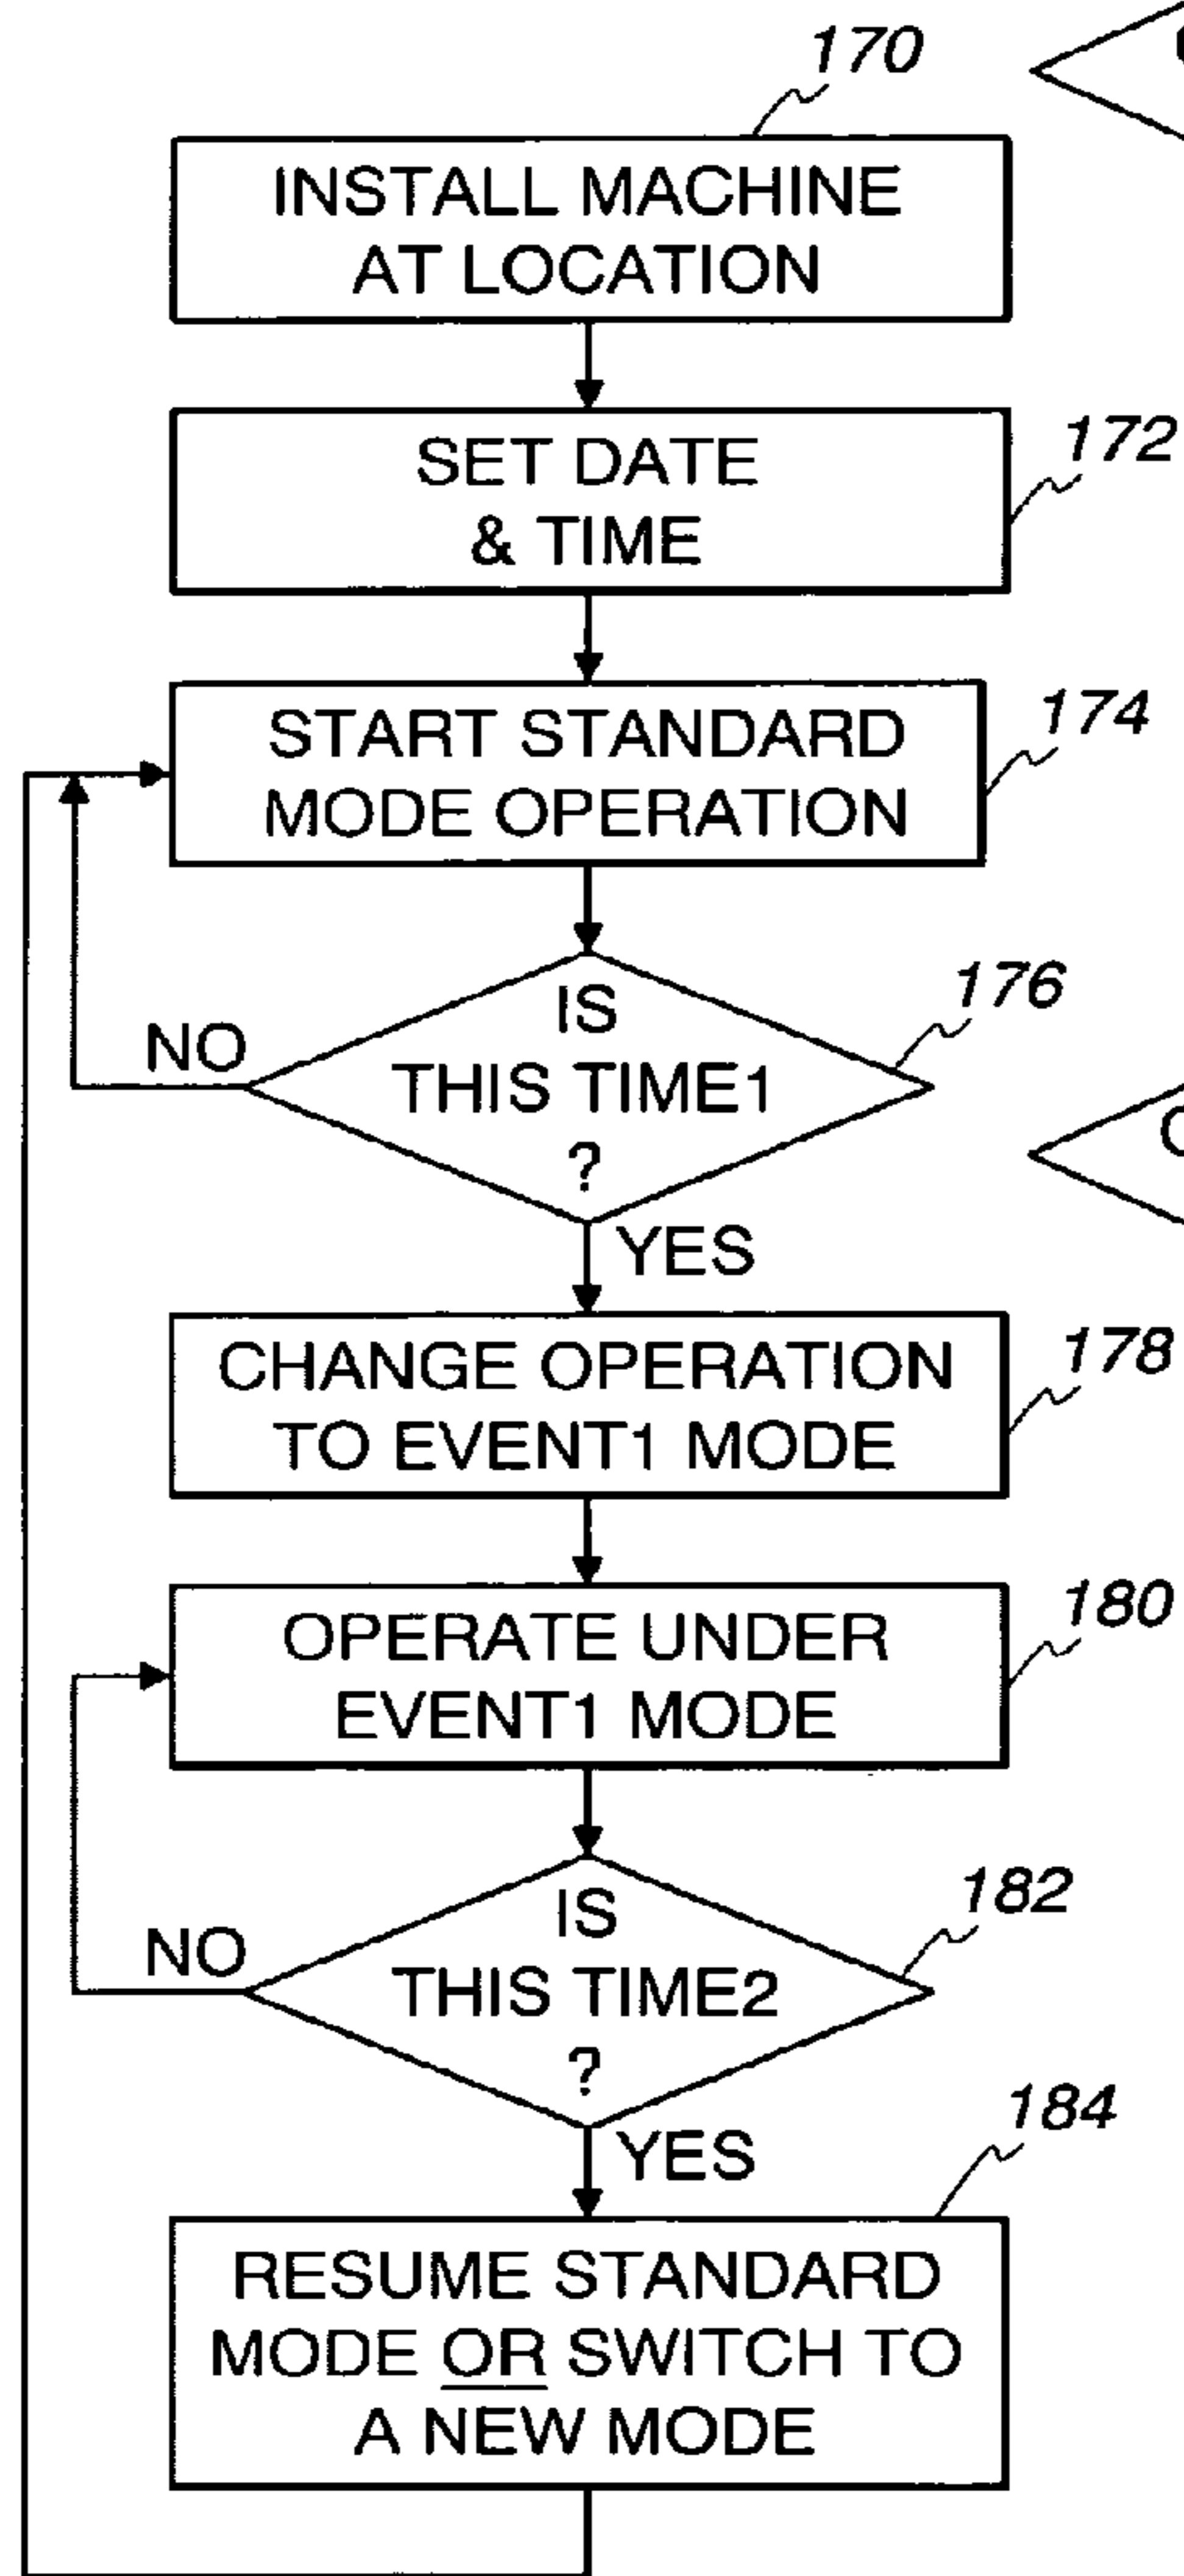 170
INSTALL MACHINE
AT LOCATION
172
SET DATE
& TIME
174
START STANDARD
MODE OPERATION
176
IS
THIS TIME1
?
NO
YES
178
CHANGE OPERATION
TO EVENT1 MODE
180
OPERATE UNDER
EVENT1 MODE
182
IS
THIS TIME2
?
NO
YES
184
RESUME STANDARD
MODE OR SWITCH TO
A NEW MODE